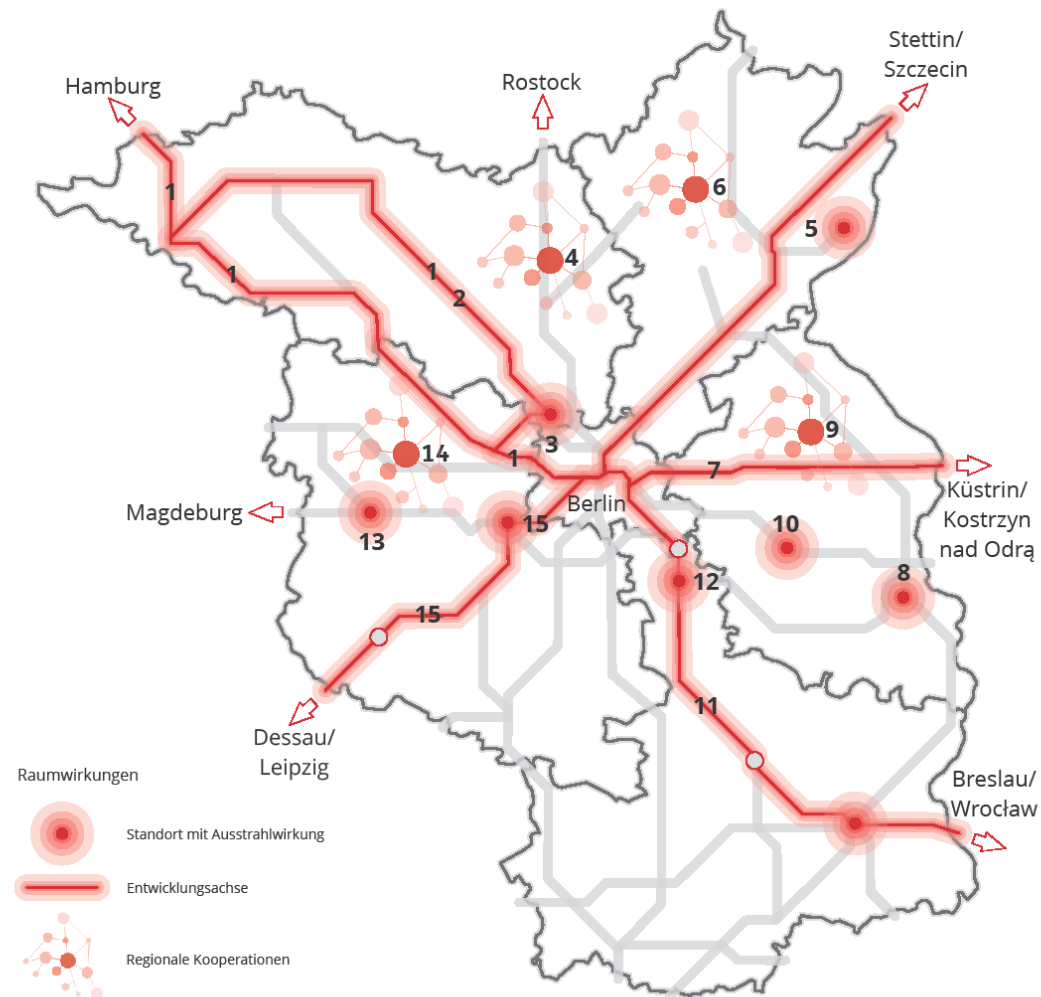 Stettin/
Szczecin
Hamburg
Rostock
1
6
5
4
1
1
2
3
9
14
1
7
Küstrin/
Kostrzyn
nad Odrą
Berlin
Magdeburg
13
15
10
8
12
15
11
Dessau/
Leipzig
Breslau/
Wrocław
Raumwirkungen
Standort mit Ausstrahlwirkung
Entwicklungsachse
Regionale Kooperationen